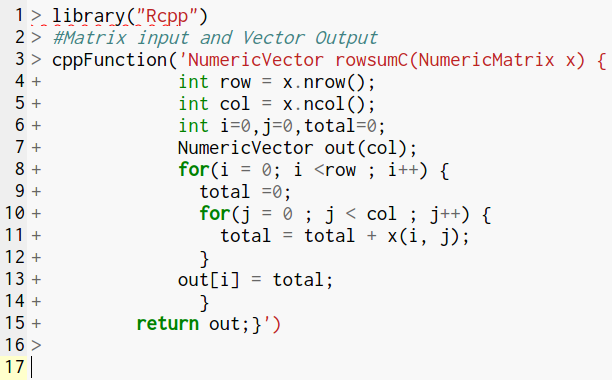 1 > library("Rcpp")
2 > #Matrix input and Vector Output
3 > cppFunction('NumericVector rowsumC(NumericMatrix x) {
4 + int row = x.nrow();
5 + int col = x.ncol();
6 + int i=0,j=0,total=0;
7 + NumericVector out(col);
8 + for(i = 0; i <row ; i++) {
9 + total =0;
10 + for(j = 0 ; j < col ; j++) {
11 + total = total + x(i, j);
12 + }
13 + out[i] = total;
14 + }
15 + return out;}')
16 >
17